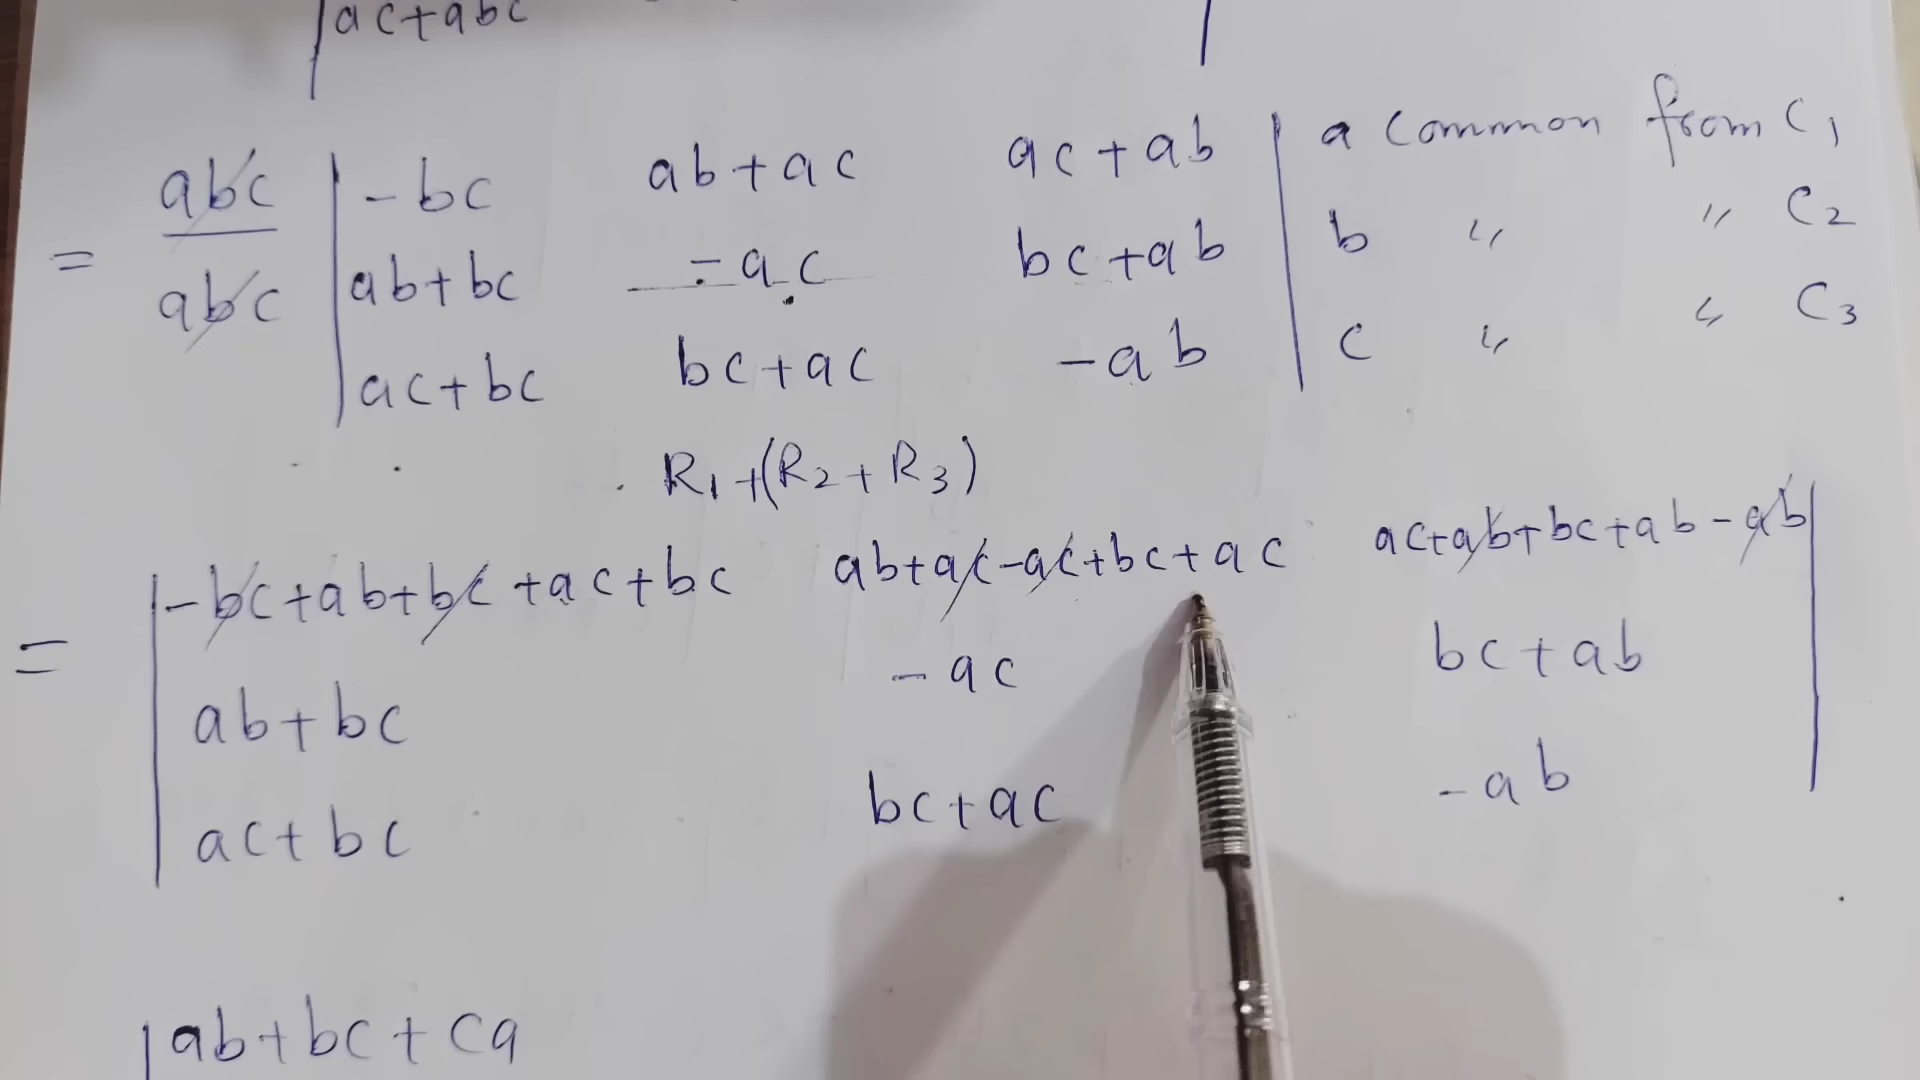 ac+abc
= abc/abc | -bc ab+ac ac+ab | a common from C1
| ab+bc -ac bc+ab | b " " C2
| ac+bc bc+ac -ab | c " " C3
R1+(R2+R3)
= | -bc+ab+bc+ac+bc ab+ac-ac+bc+ac ac+ab+bc+ab-ab |
| ab+bc -ac bc+ab |
| ac+bc bc+ac -ab |
| ab+bc+ca